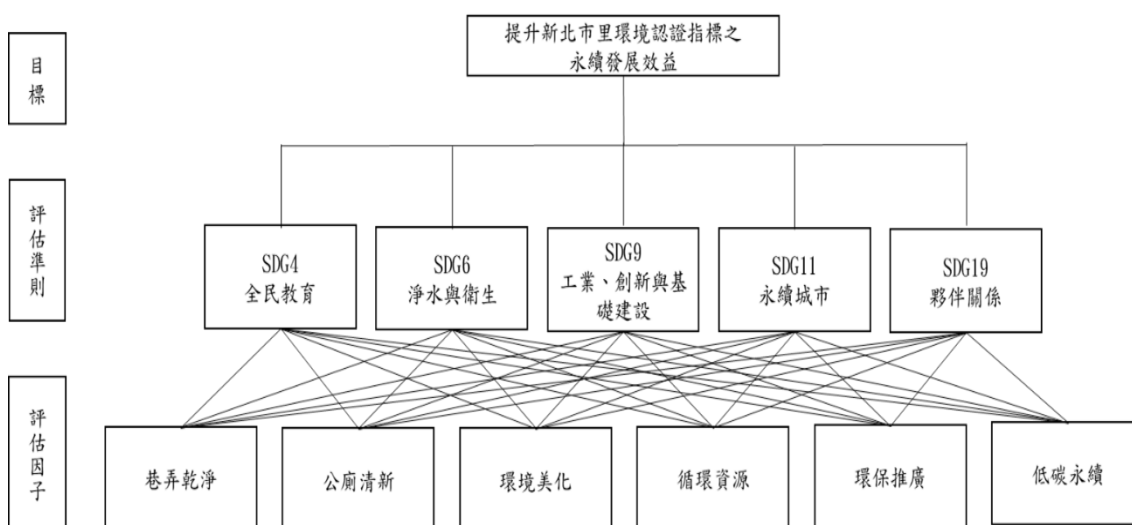 目標
提升新北市里環境認證指標之
永續發展效益
評估準則
SDG4
全民教育
SDG6
淨水與衛生
SDG9
工業、創新與基
礎建設
SDG11
永續城市
SDG19
夥伴關係
評估因子
巷弄乾淨
公廁清新
環境美化
循環資源
環保推廣
低碳永續